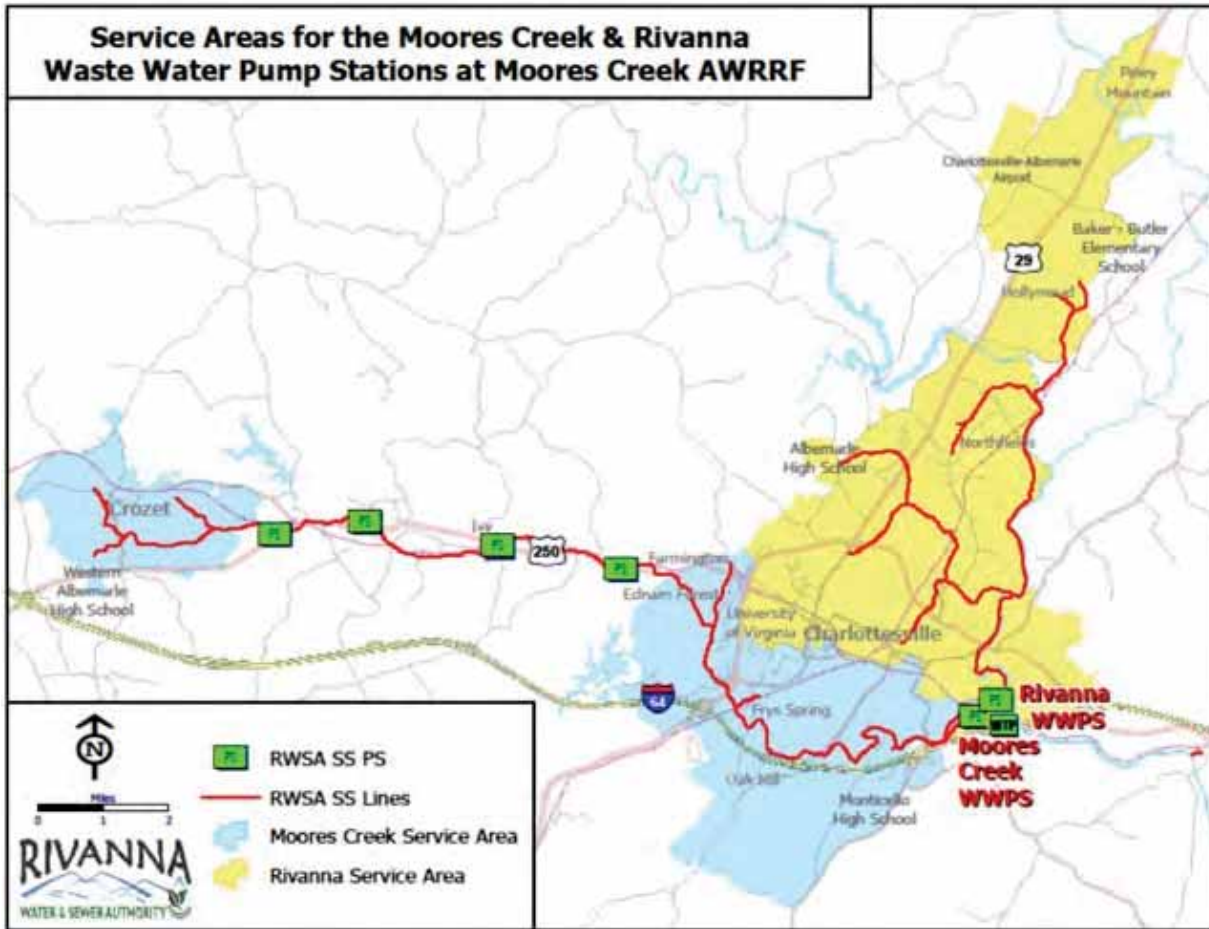 Service Areas for the Moores Creek & Rivanna
Waste Water Pump Stations at Moores Creek AWRRF
Piney
Mountain
Charlottesville-Albemarle
Airport
Baker - Butler
Elementary
School
29
Hollymead
Northfields
Albemarle
High School
Crozet
PS
PS
Ivy
PS
250
PS
Farmington
Ednam Forest
Western
Albemarle
High School
University
of Virginia
Charlottesville
64
Frys Spring
PS
Rivanna
WWPS
PS
WTP
Moores
Creek
WWPS
Oak Hill
Monticello
High School
N
Miles
0 1 2
RIVANNA
WATER & SEWER AUTHORITY
PS
RWSA SS PS
RWSA SS Lines
Moores Creek Service Area
Rivanna Service Area